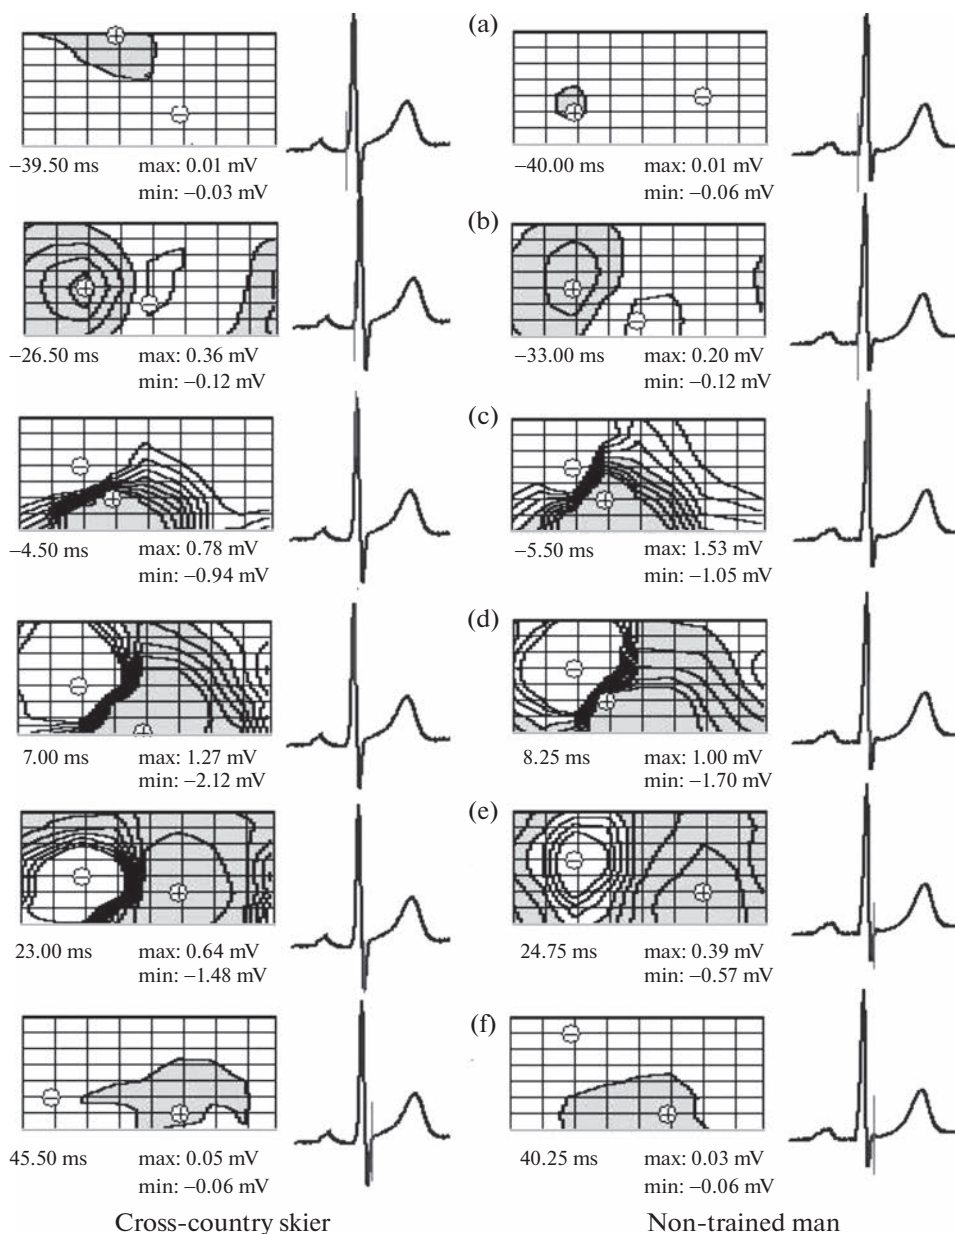 (a)
−39.50 ms max: 0.01 mV
min: −0.03 mV
−40.00 ms max: 0.01 mV
min: −0.06 mV
(b)
−26.50 ms max: 0.36 mV
min: −0.12 mV
−33.00 ms max: 0.20 mV
min: −0.12 mV
(c)
−4.50 ms max: 0.78 mV
min: −0.94 mV
−5.50 ms max: 1.53 mV
min: −1.05 mV
(d)
7.00 ms max: 1.27 mV
min: −2.12 mV
8.25 ms max: 1.00 mV
min: −1.70 mV
(e)
23.00 ms max: 0.64 mV
min: −1.48 mV
24.75 ms max: 0.39 mV
min: −0.57 mV
(f)
45.50 ms max: 0.05 mV
min: −0.06 mV
40.25 ms max: 0.03 mV
min: −0.06 mV
Cross-country skier
Non-trained man